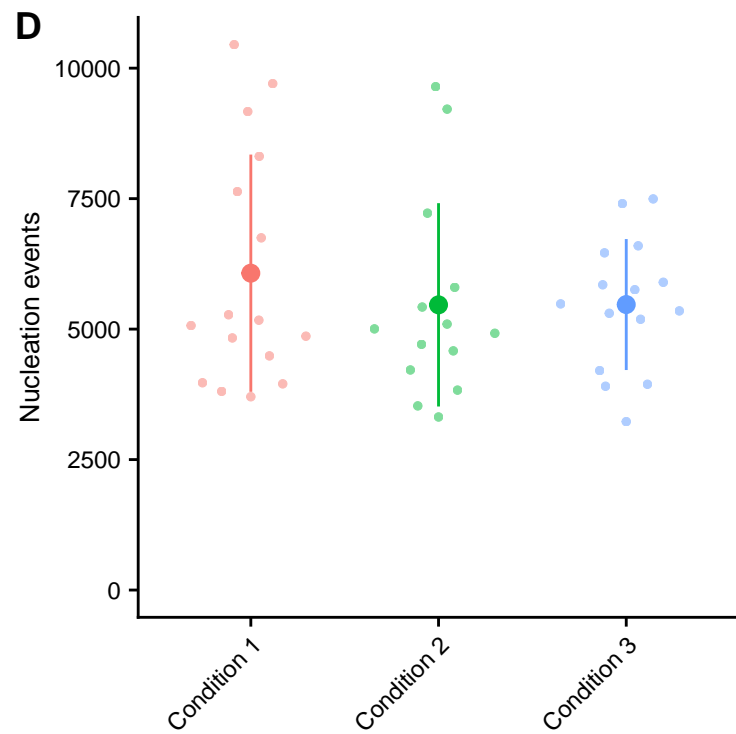 D
Nucleation events
10000
7500
5000
2500
0
Condition 1
Condition 2
Condition 3